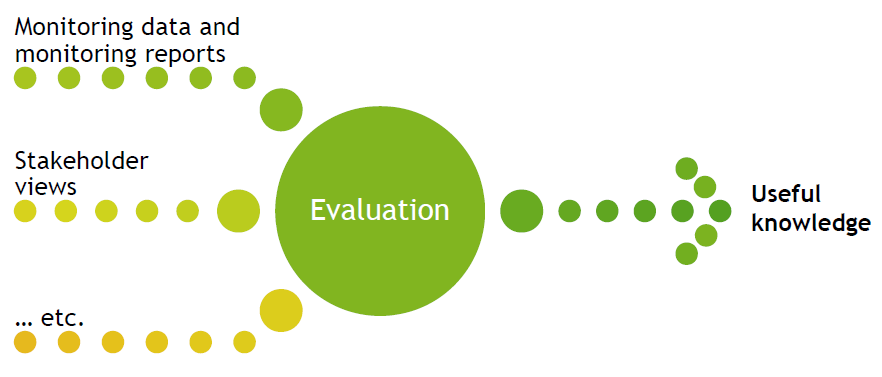 Monitoring data and
monitoring reports
Stakeholder
views
Evaluation
Useful
knowledge
… etc.